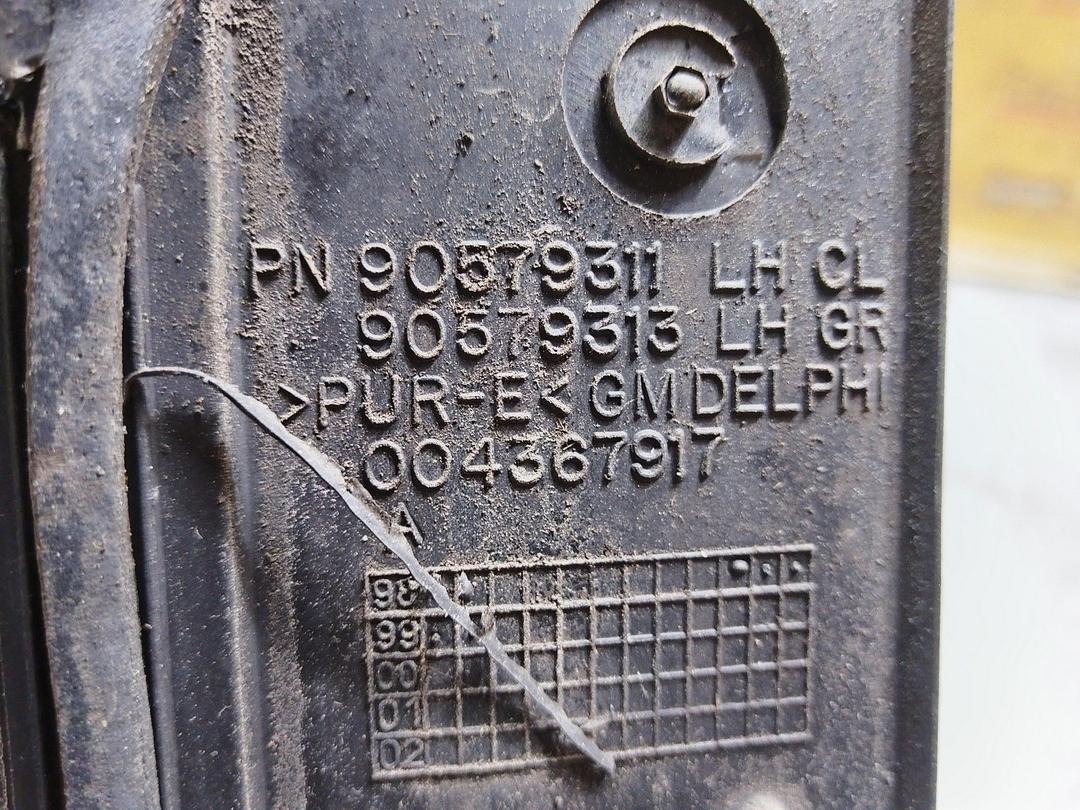 PN 90579311 LH CL
90579313 LH GR
>PUR-E< GM DELPHI
004367917
A
98
99
00
01
02